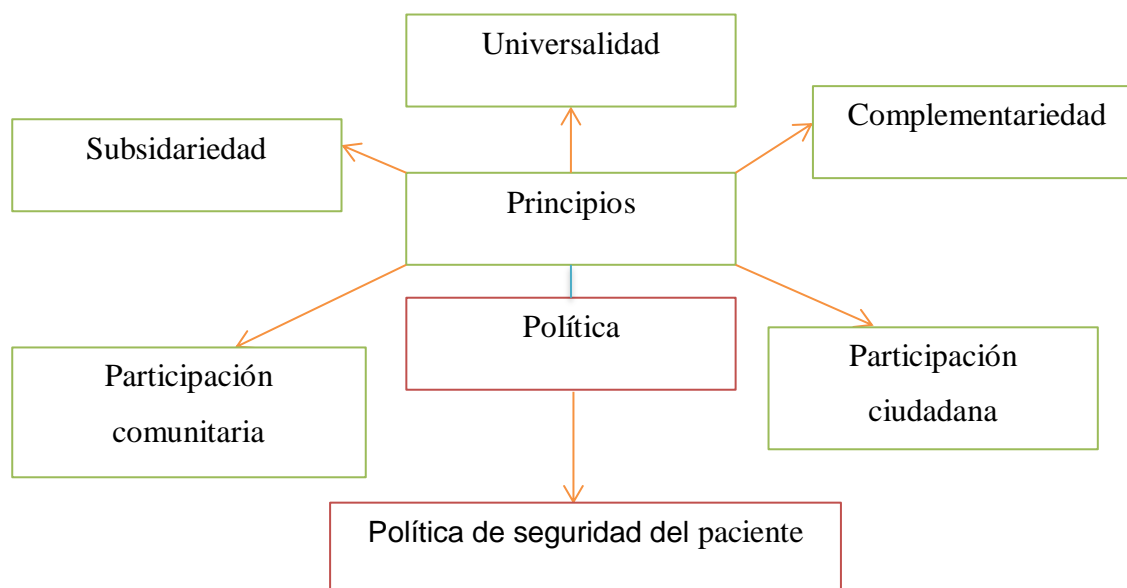 Universalidad
Complementariedad
Subsidariedad
Principios
Política
Participación
comunitaria
Participación
ciudadana
Política de seguridad del paciente